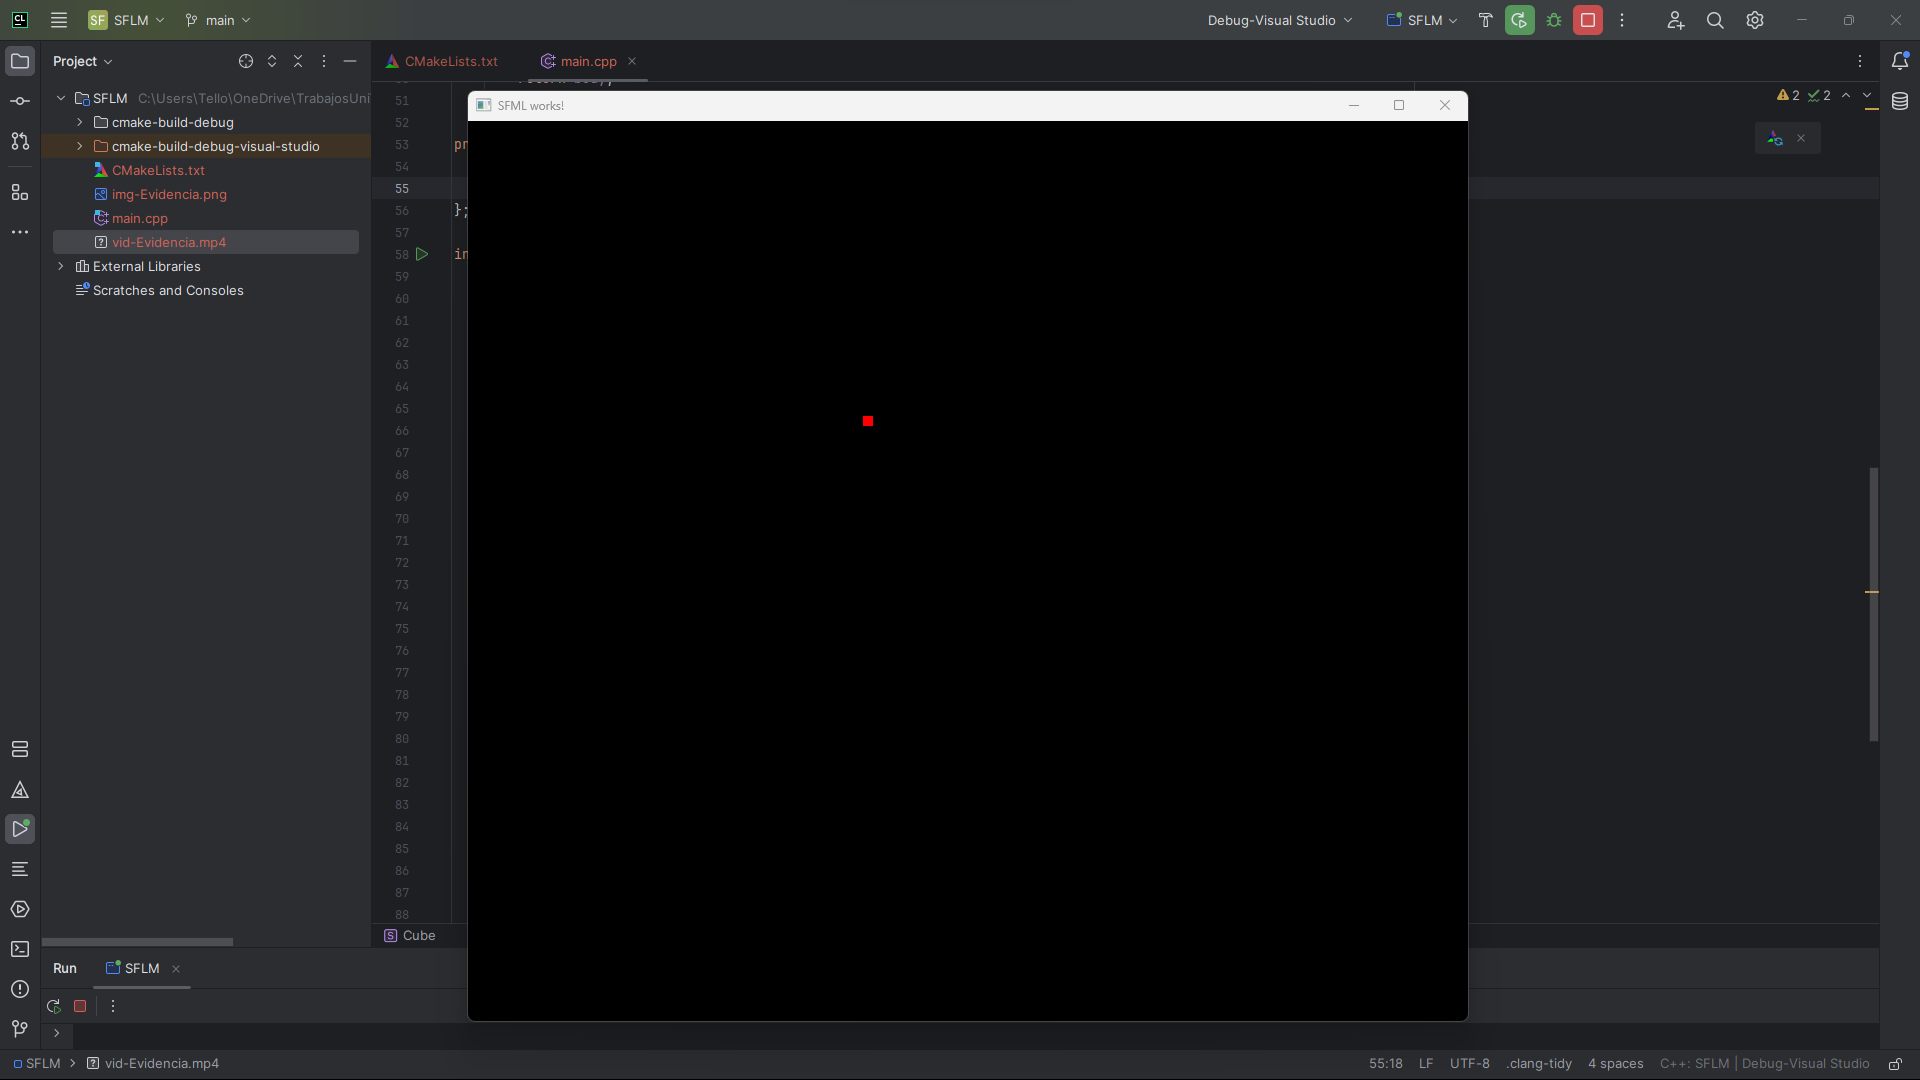 SF SFLM main Debug-Visual Studio SFLM
Project CMakeLists.txt main.cpp
SFLM C:\Users\Tello\OneDrive\TrabajosUni
cmake-build-debug
cmake-build-debug-visual-studio
CMakeLists.txt
img-Evidencia.png
main.cpp
vid-Evidencia.mp4
External Libraries
Scratches and Consoles
2 2
51
52
53 pr
54
55
56 };
57
58 in
59
60
61
62
63
64
65
66
67
68
69
70
71
72
73
74
75
76
77
78
79
80
81
82
83
84
85
86
87
88
SFML works!
Cube
Run SFLM
SFLM vid-Evidencia.mp4 55:18 LF UTF-8 .clang-tidy 4 spaces C++: SFLM | Debug-Visual Studio